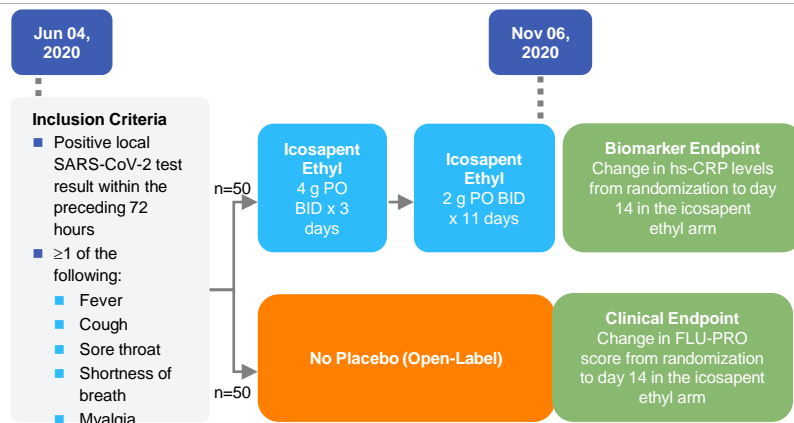 Jun 04,
2020
Nov 06,
2020
Inclusion Criteria
Positive local
SARS-CoV-2 test
result within the
preceding 72
hours
≥1 of the
following:
Fever
Cough
Sore throat
Shortness of
breath
Myalgia
n=50
n=50
Icosapent
Ethyl
4 g PO
BID x 3
days
Icosapent
Ethyl
2 g PO BID
x 11 days
Biomarker Endpoint
Change in hs-CRP levels
from randomization to day
14 in the icosapent
ethyl arm
No Placebo (Open-Label)
Clinical Endpoint
Change in FLU-PRO
score from randomization
to day 14 in the icosapent
ethyl arm